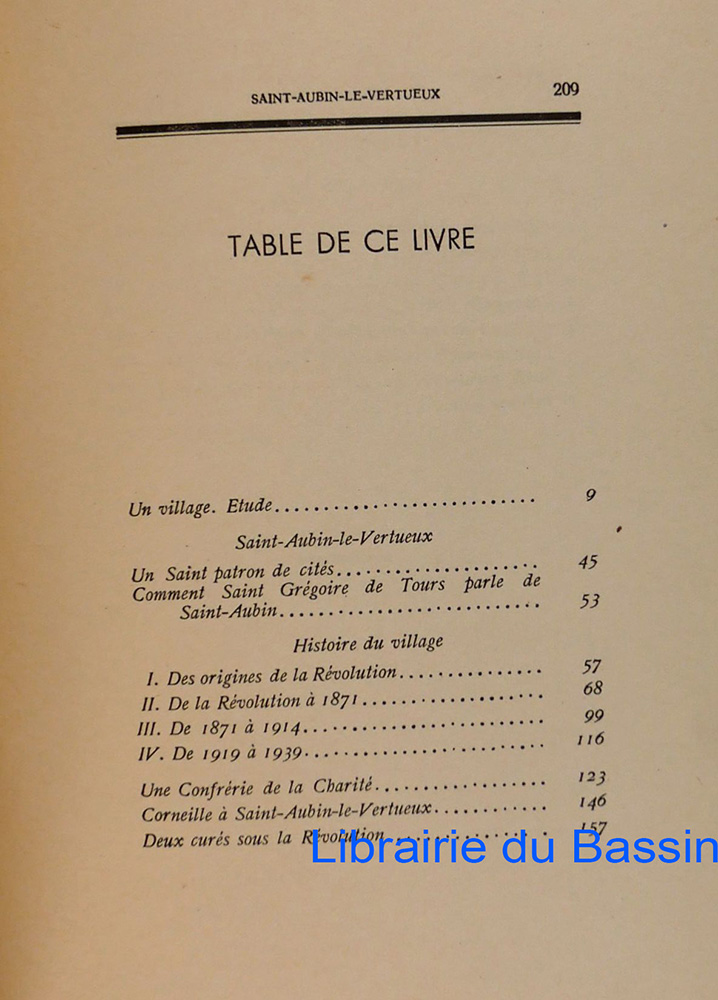 SAINT-AUBIN-LE-VERTUEUX 209
TABLE DE CE LIVRE
Un village. Etude........................... 9
Saint-Aubin-le-Vertueux
Un Saint patron de cités..................... 45
Comment Saint Grégoire de Tours parle de
Saint-Aubin........................... 53
Histoire du village
I. Des origines de la Révolution............... 57
II. De la Révolution à 1871................... 68
III. De 1871 à 1914......................... 99
IV. De 1919 à 1939......................... 116
Une Confrérie de la Charité.................. 123
Corneille à Saint-Aubin-le-Vertueux............ 146
Deux curés sous la Révolution................. 157
Librairie du Bassin